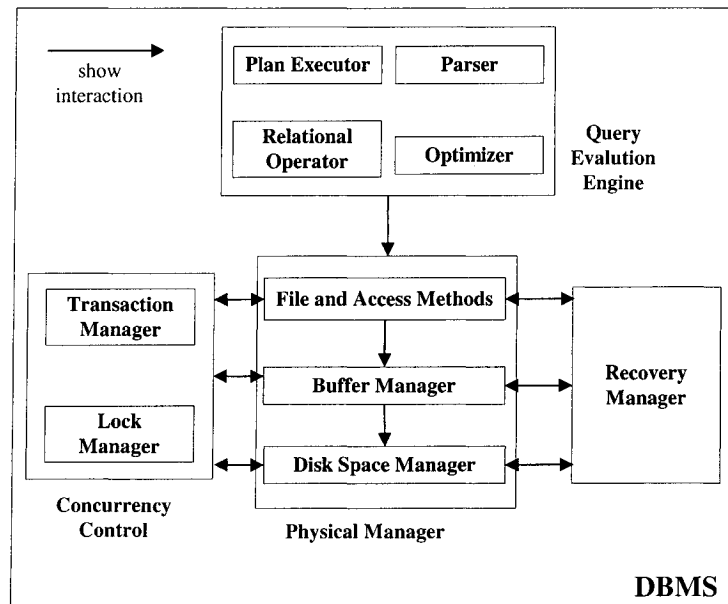 show
interaction
Plan Executor
Parser
Relational
Operator
Optimizer
Query
Evalution
Engine
Transaction
Manager
Lock
Manager
Concurrency
Control
File and Access Methods
Buffer Manager
Disk Space Manager
Physical Manager
Recovery
Manager
DBMS